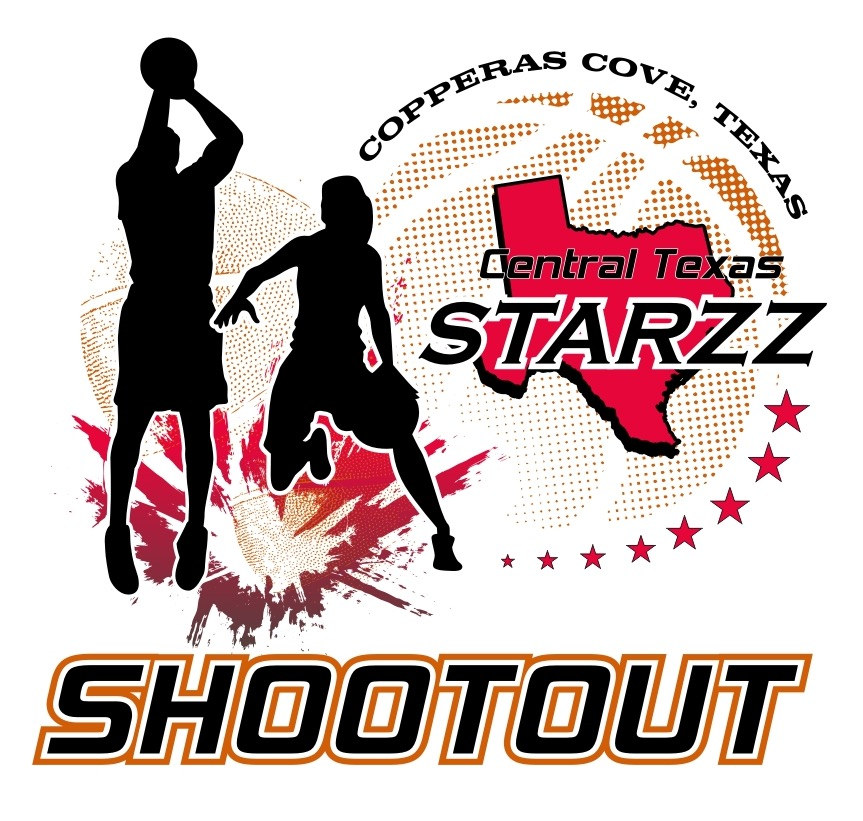 COPPERAS COVE, TEXAS
Central Texas
STARZZ
SHOOTOUT